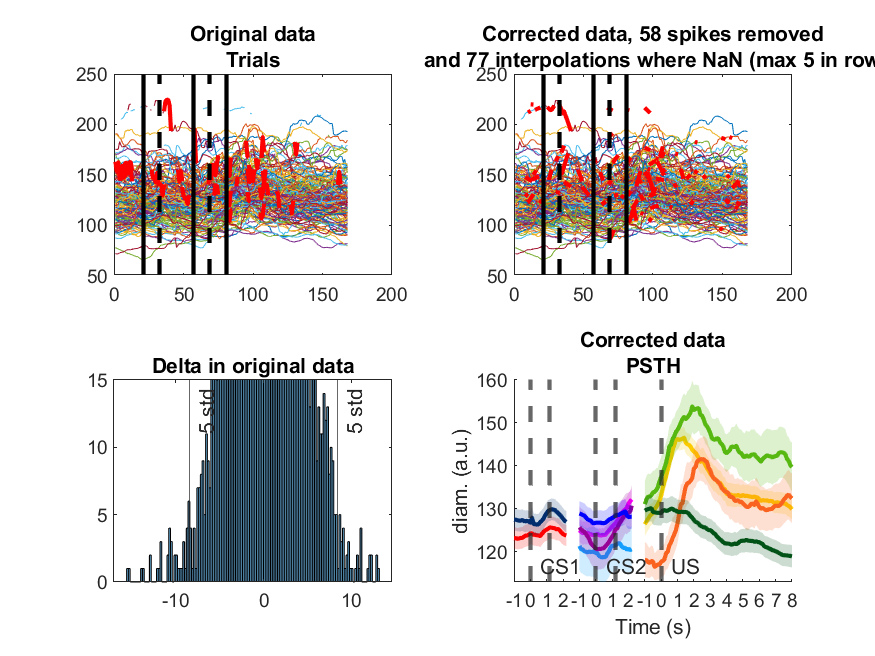 Original data
Trials
250
200
150
100
50
0 50 100 150 200
Corrected data, 58 spikes removed
and 77 interpolations where NaN (max 5 in row
250
200
150
100
50
0 50 100 150 200
Delta in original data
15
10
5
0
5 std
5 std
-10 0 10
Corrected data
PSTH
160
150
140
130
120
diam. (a.u.)
CS1 CS2 US
-1 0 1 2 -1 0 1 2 -1 0 1 2 3 4 5 6 7 8
Time (s)